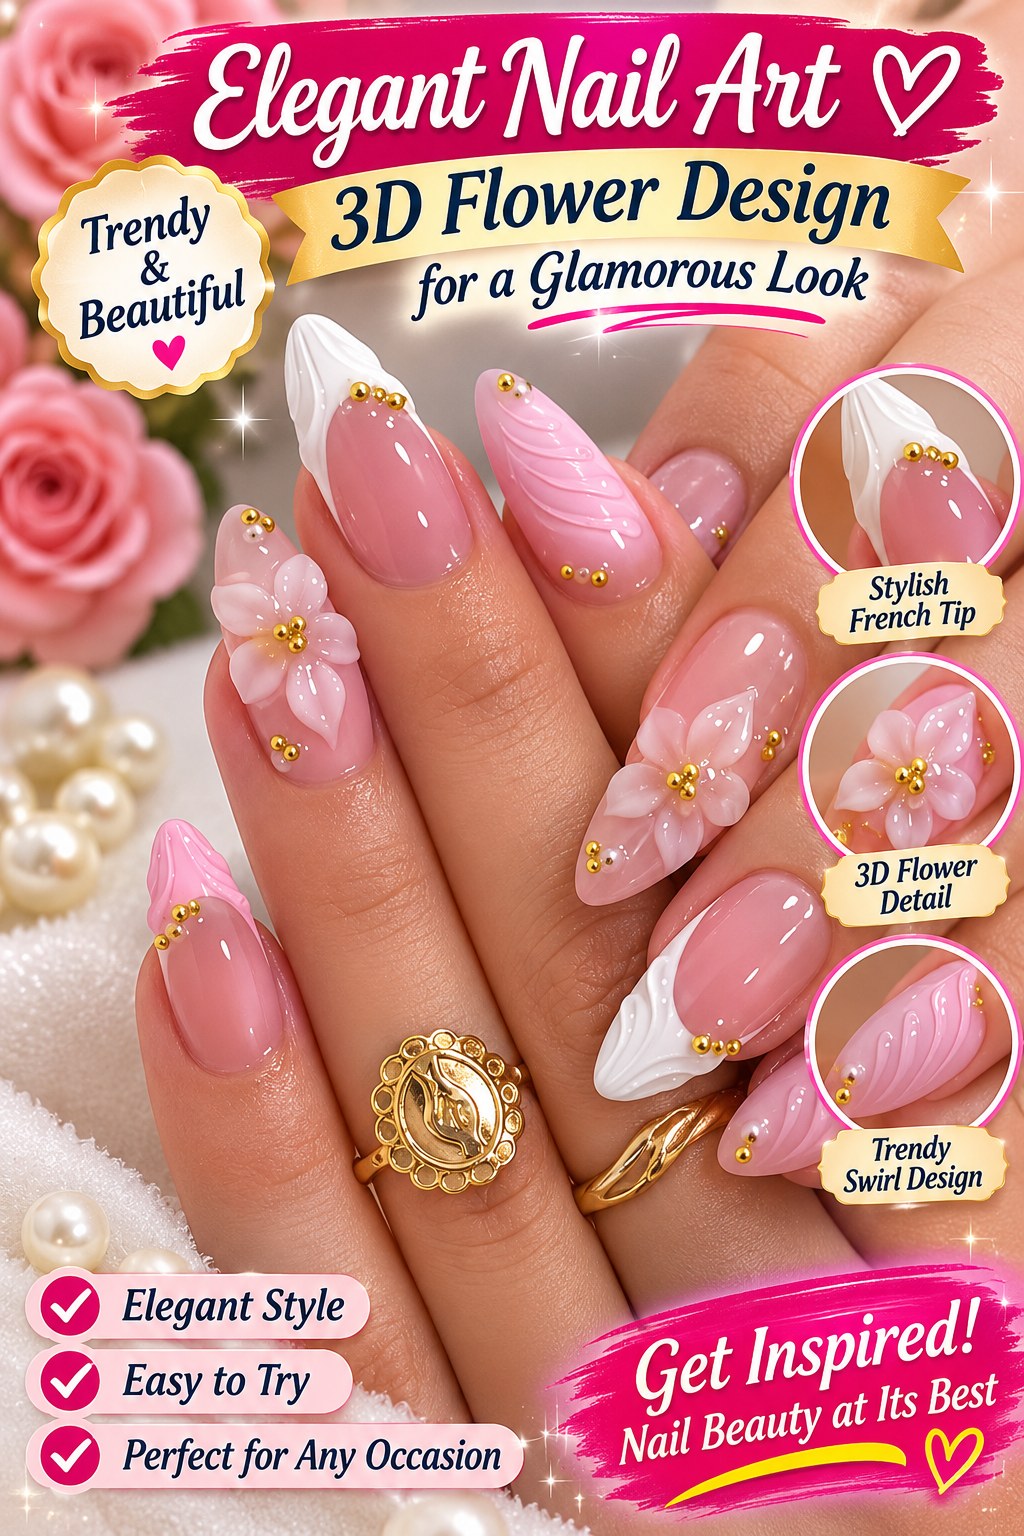 Elegant Nail Art
3D Flower Design
for a Glamorous Look
Trendy
&
Beautiful
Stylish
French Tip
3D Flower
Detail
Trendy
Swirl Design
Elegant Style
Easy to Try
Perfect for Any Occasion
Get Inspired!
Nail Beauty at Its Best